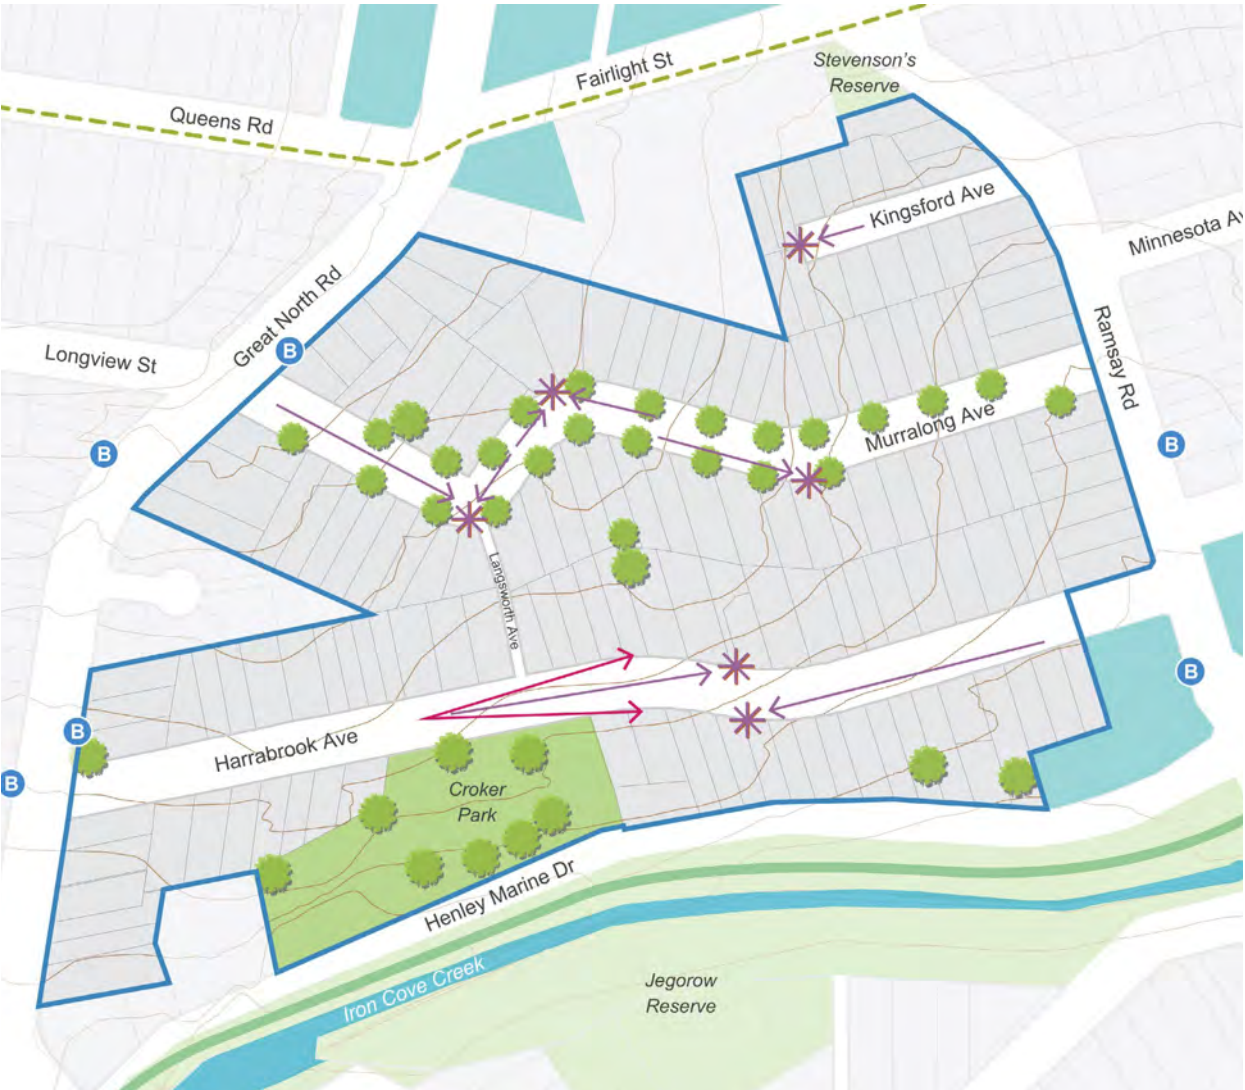 Stevenson's
Reserve
Fairlight St
Queens Rd
Kingsford Ave
Minnesota Av
Great North Rd
B
Longview St
Ramsay Rd
Murralong Ave
B
B
Langsworth Ave
B
B
Harrabrook Ave
B
Croker
Park
Henley Marine Dr
Iron Cove Creek
Jegorow
Reserve